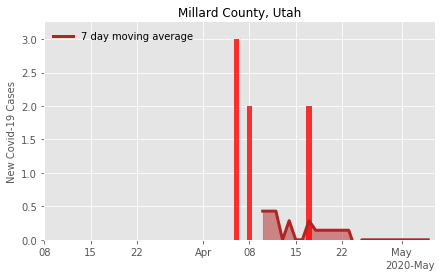 Millard County, Utah
7 day moving average
New Covid-19 Cases
3.0
2.5
2.0
1.5
1.0
0.5
0.0
08 15 22 Apr 08 15 22 May
2020-May